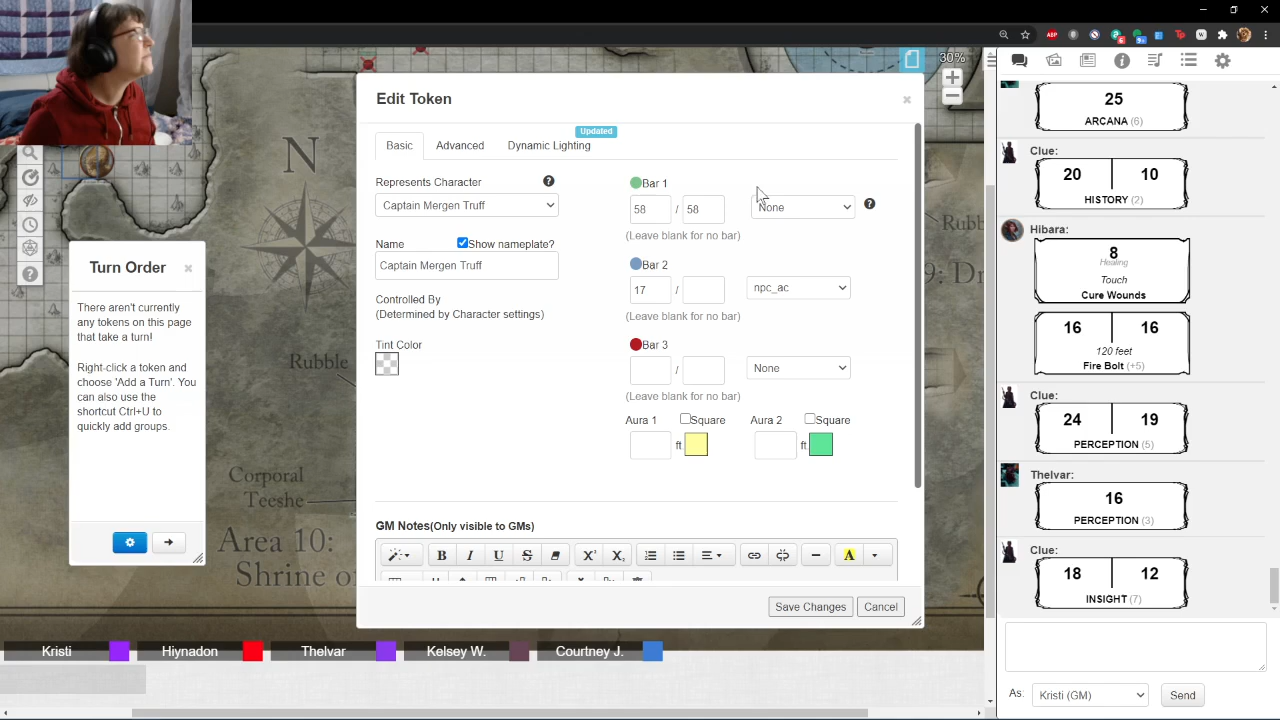 30%
Edit Token
×
Updated
Basic
Advanced
Dynamic Lighting
Represents Character
Captain Mergen Truff
Name
Show nameplate?
Captain Mergen Truff
Controlled By
(Determined by Character settings)
Tint Color
Bar 1
58 / 58
None
(Leave blank for no bar)
Bar 2
17 /
npc_ac
(Leave blank for no bar)
Bar 3
/
None
(Leave blank for no bar)
Aura 1
Square
Aura 2
Square
ft
ft
GM Notes(Only visible to GMs)
B I U S X² X, A
Save Changes
Cancel
N
Rubble
Corporal
Teeshe
Area 10:
Shrine o
Rubb
9: Dr
Turn Order
×
There aren't currently
any tokens on this page
that take a turn!
Right-click a token and
choose 'Add a Turn'. You
can also use the
shortcut Ctrl+U to
quickly add groups.
Kristi
Hiynadon
Thelvar
Kelsey W.
Courtney J.
ABP
25
ARCANA (6)
Clue:
20 10
HISTORY (2)
Hibara:
8
Healing
Touch
Cure Wounds
16 16
120 feet
Fire Bolt (+5)
Clue:
24 19
PERCEPTION (5)
Thelvar:
16
PERCEPTION (3)
Clue:
18 12
INSIGHT (7)
As:
Kristi (GM)
Send